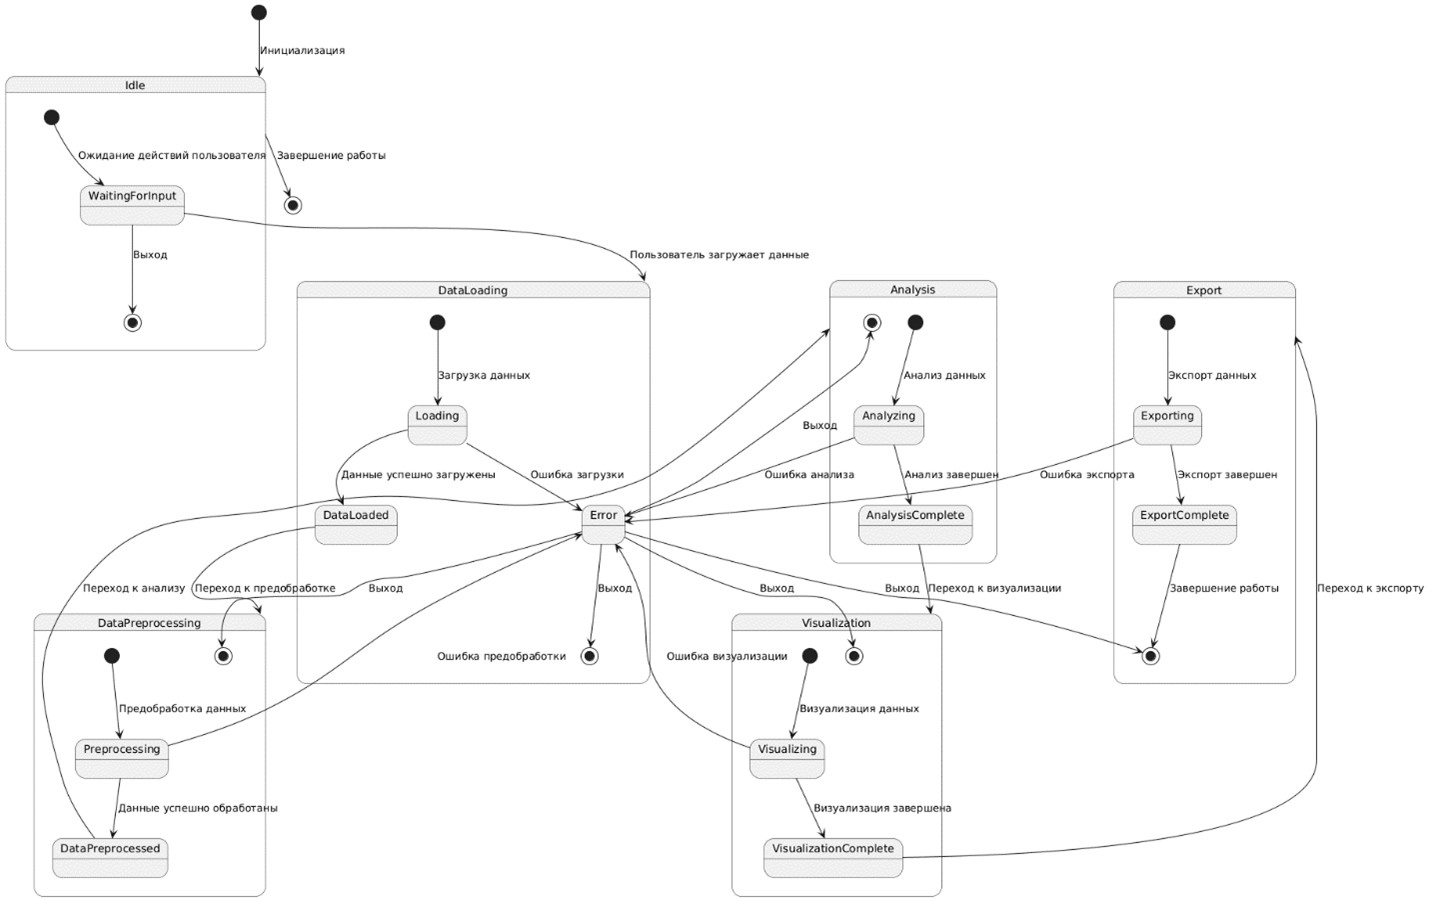 Инициализация
Idle
Ожидание действий пользователя
Завершение работы
WaitingForInput
Выход
Пользователь загружает данные
DataLoading
Analysis
Export
Загрузка данных
Анализ данных
Экспорт данных
Loading
Analyzing
Exporting
Выход
Данные успешно загружены
Ошибка загрузки
Ошибка анализа
Анализ завершен
Ошибка экспорта
Экспорт завершен
DataLoaded
Error
AnalysisComplete
ExportComplete
Переход к анализу
Переход к предобработке
Выход
Выход
Выход
Выход
Переход к визуализации
Завершение работы
Переход к экспорту
DataPreprocessing
Visualization
Ошибка предобработки
Ошибка визуализации
Предобработка данных
Визуализация данных
Preprocessing
Visualizing
Данные успешно обработаны
Визуализация завершена
DataPreprocessed
VisualizationComplete